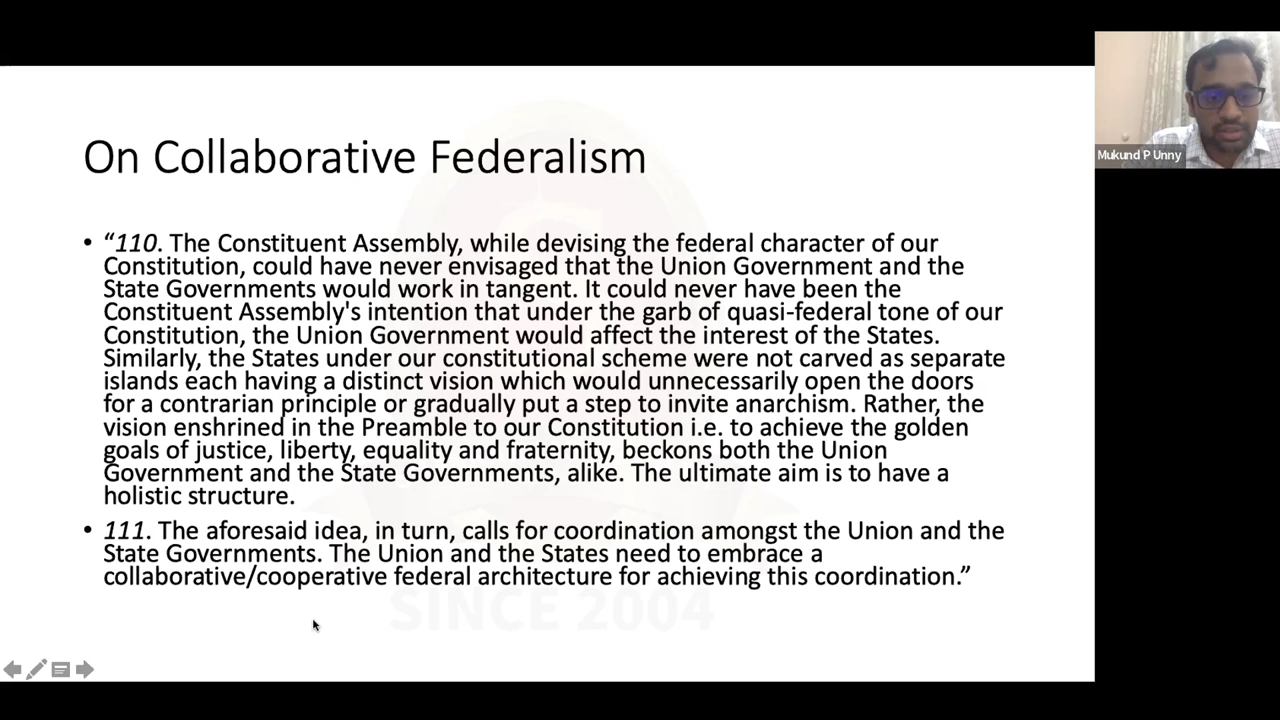 On Collaborative Federalism
• “110. The Constituent Assembly, while devising the federal character of our
Constitution, could have never envisaged that the Union Government and the
State Governments would work in tangent. It could never have been the
Constituent Assembly's intention that under the garb of quasi-federal tone of our
Constitution, the Union Government would affect the interest of the States.
Similarly, the States under our constitutional scheme were not carved as separate
islands each having a distinct vision which would unnecessarily open the doors
for a contrarian principle or gradually put a step to invite anarchism. Rather, the
vision enshrined in the Preamble to our Constitution i.e. to achieve the golden
goals of justice, liberty, equality and fraternity, beckons both the Union
Government and the State Governments, alike. The ultimate aim is to have a
holistic structure.
• 111. The aforesaid idea, in turn, calls for coordination amongst the Union and the
State Governments. The Union and the States need to embrace a
collaborative/cooperative federal architecture for achieving this coordination.”
SINCE 2004
Mukund P Unny